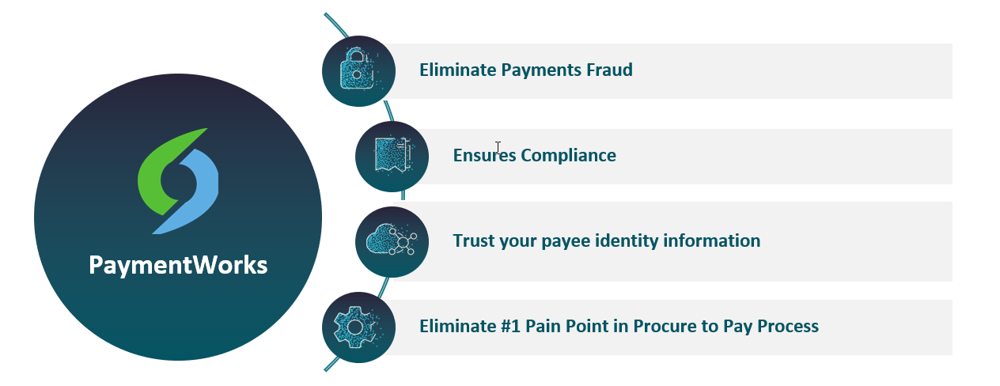 Eliminate Payments Fraud
Ensures Compliance
PaymentWorks
Trust your payee identity information
Eliminate #1 Pain Point in Procure to Pay Process